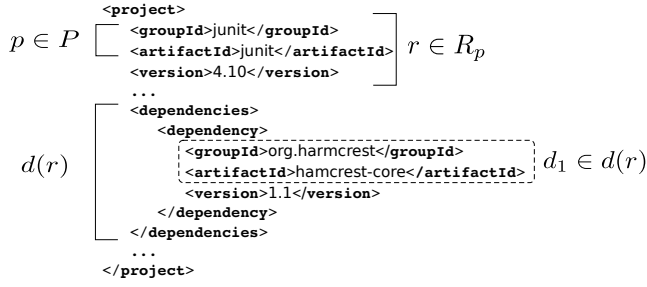 <project>
p ∈ P
<groupId>junit</groupId>
<artifactId>junit</artifactId>
r ∈ R_p
<version>4.10</version>
...
<dependencies>
<dependency>
d(r)
<groupId>org.harmcrest</groupId>
<artifactId>hamcrest-core</artifactId>
d_1 ∈ d(r)
<version>1.1</version>
</dependency>
</dependencies>
...
</project>